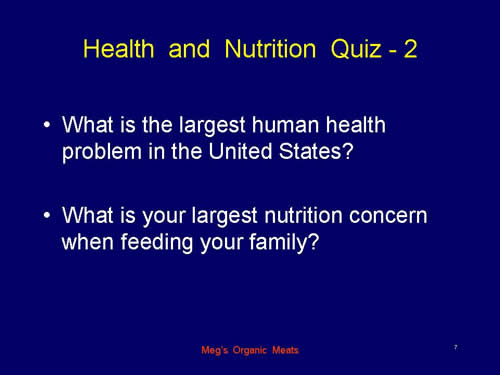 Health and Nutrition Quiz - 2
• What is the largest human health
problem in the United States?
• What is your largest nutrition concern
when feeding your family?
Meg's Organic Meats
7